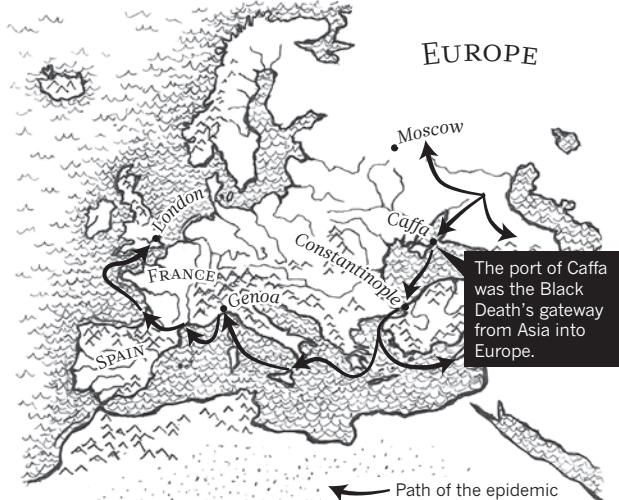 EUROPE
Moscow
London
Caffa
Constantinople
FRANCE
Genoa
The port of Caffa
was the Black
Death's gateway
from Asia into
Europe.
SPAIN
Path of the epidemic